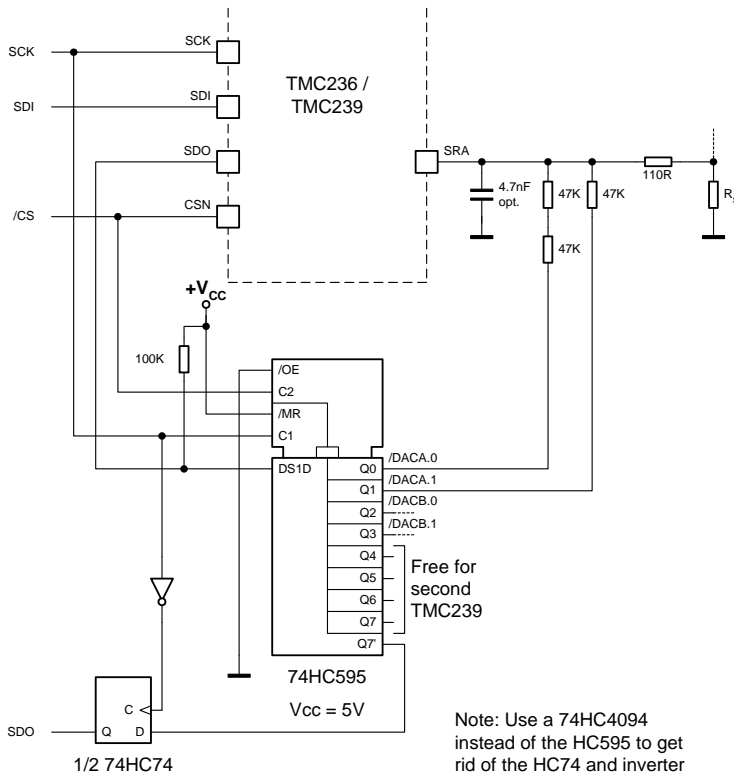 SCK
SCK
TMC236 /
TMC239
SDI
SDI
SDO
SRA
110R
4.7nF
opt.
47K
47K
/CS
CSN
47K
+VCC
100K
/OE
C2
/MR
C1
DS1D
Q0
/DACA.0
Q1
/DACA.1
Q2
/DACB.0
Q3
/DACB.1
Q4
Q5
Q6
Q7
Q7'
Free for
second
TMC239
74HC595
Vcc = 5V
C
SDO
Q
D
1/2 74HC74
Note: Use a 74HC4094
instead of the HC595 to get
rid of the HC74 and inverter